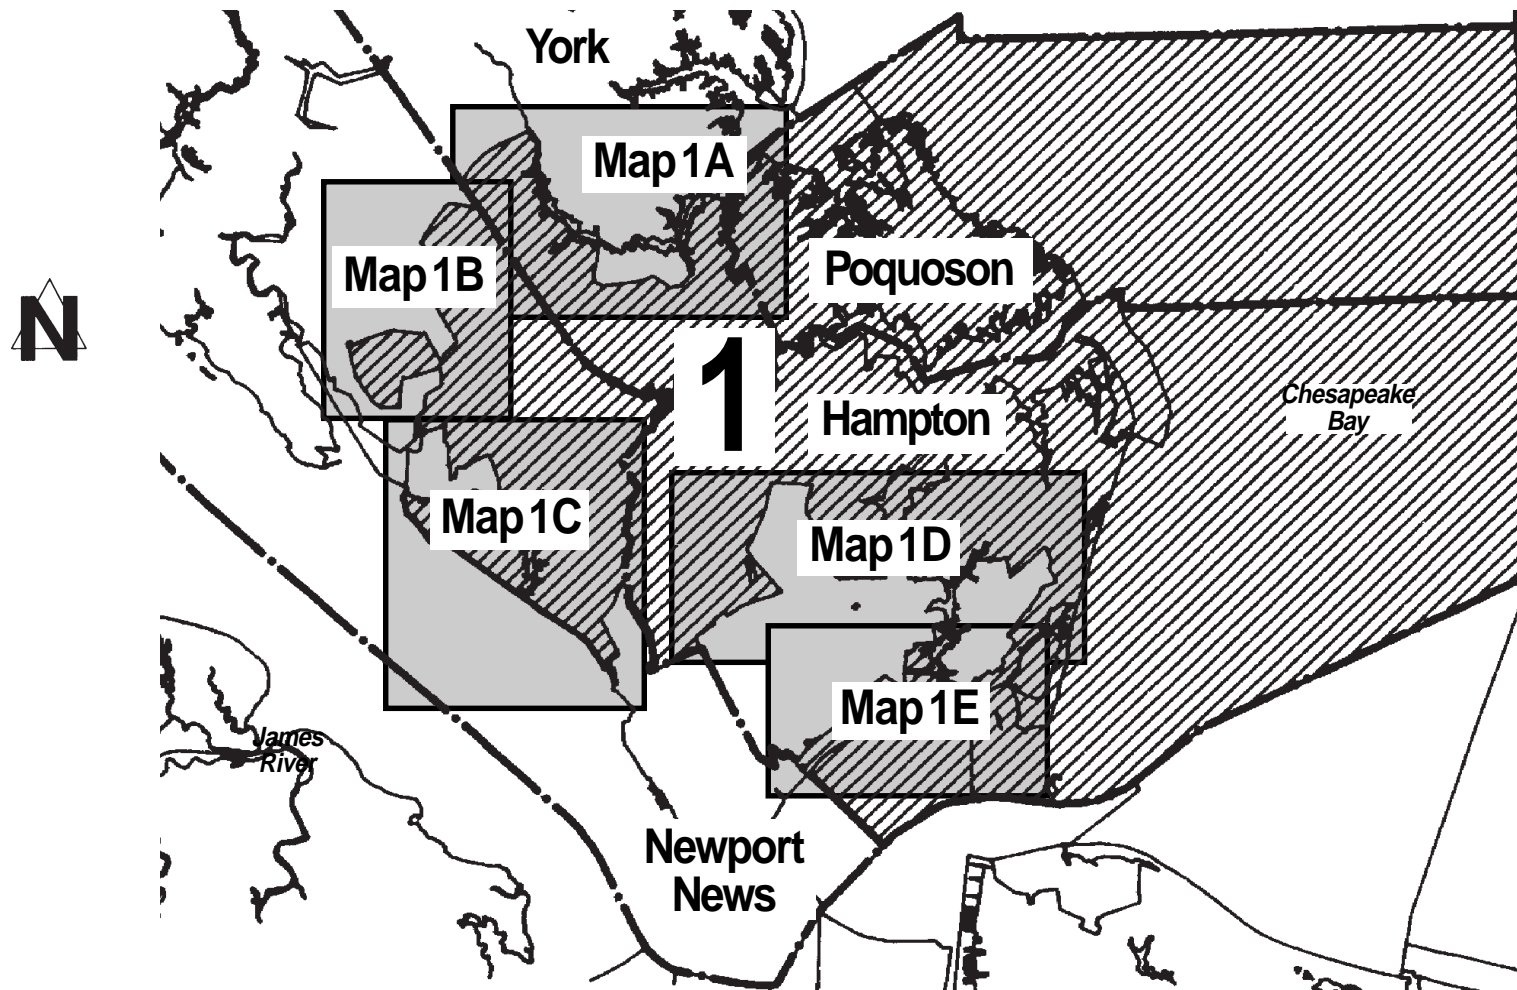 York
Map 1A
Map 1B
Poquoson
N
1
Chesapeake
Bay
Hampton
Map 1C
Map 1D
Map 1E
James
River
Newport
News